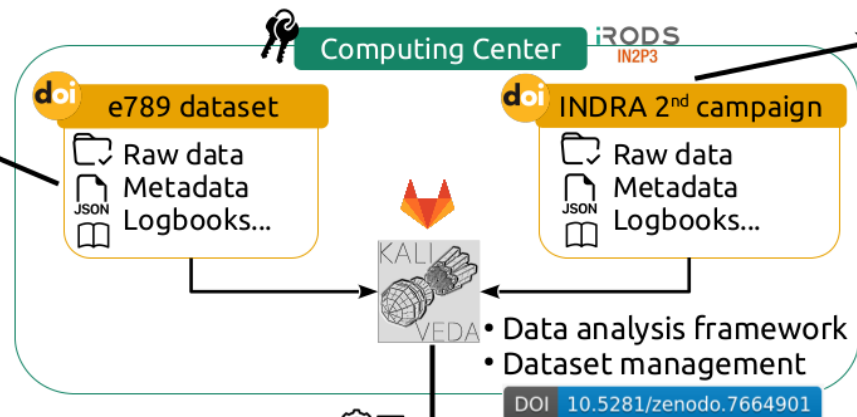 Computing Center
iRODS
IN2P3
doi
e789 dataset
Raw data
Metadata
Logbooks...
JSON
doi
INDRA 2nd campaign
Raw data
Metadata
Logbooks...
JSON
KALI
VEDA
• Data analysis framework
• Dataset management
DOI 10.5281/zenodo.7664901